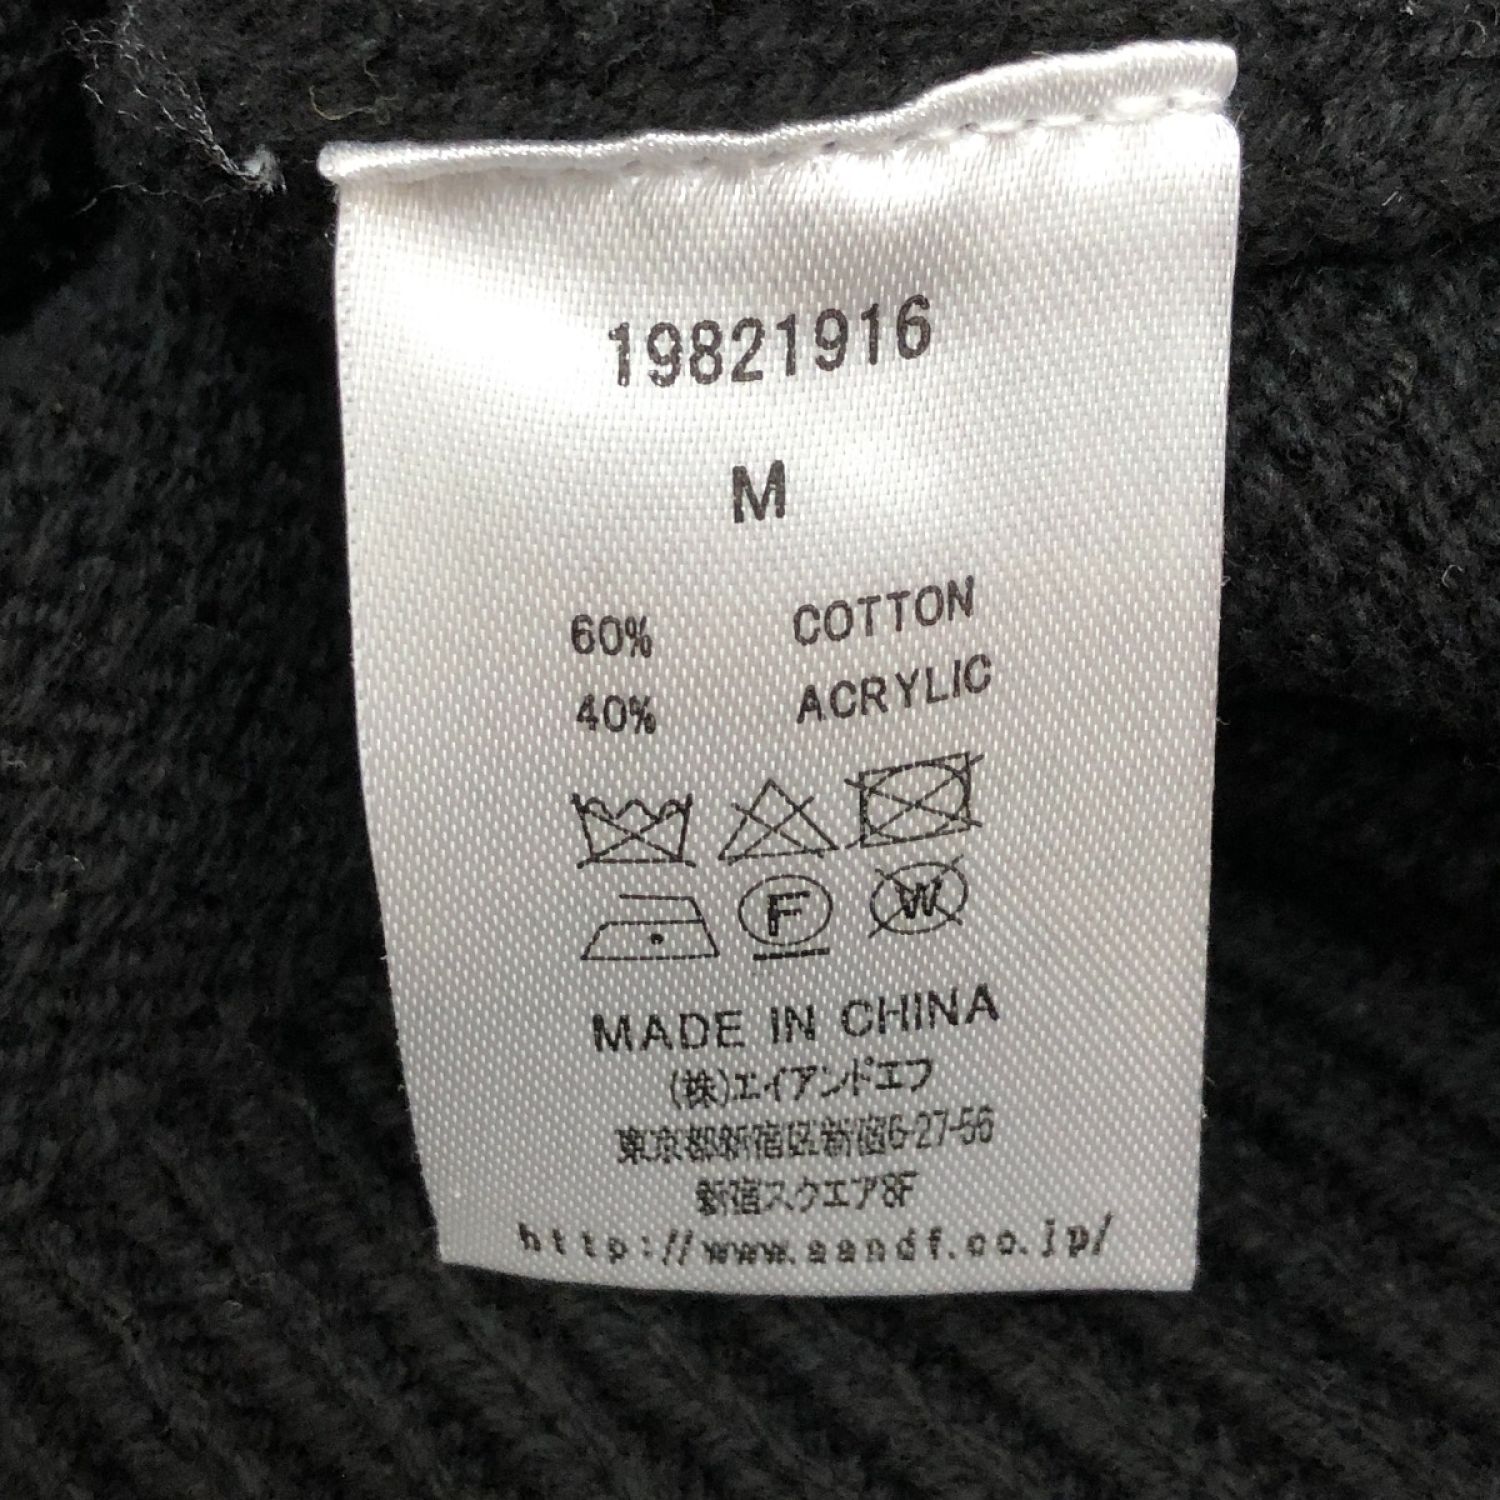 19821916
M
60% COTTON
40% ACRYLIC
F W
MADE IN CHINA
(株)エイアンドエフ
東京都新宿区新宿6-27-56
新宿スクエア8F
http://www.aandf.co.jp/